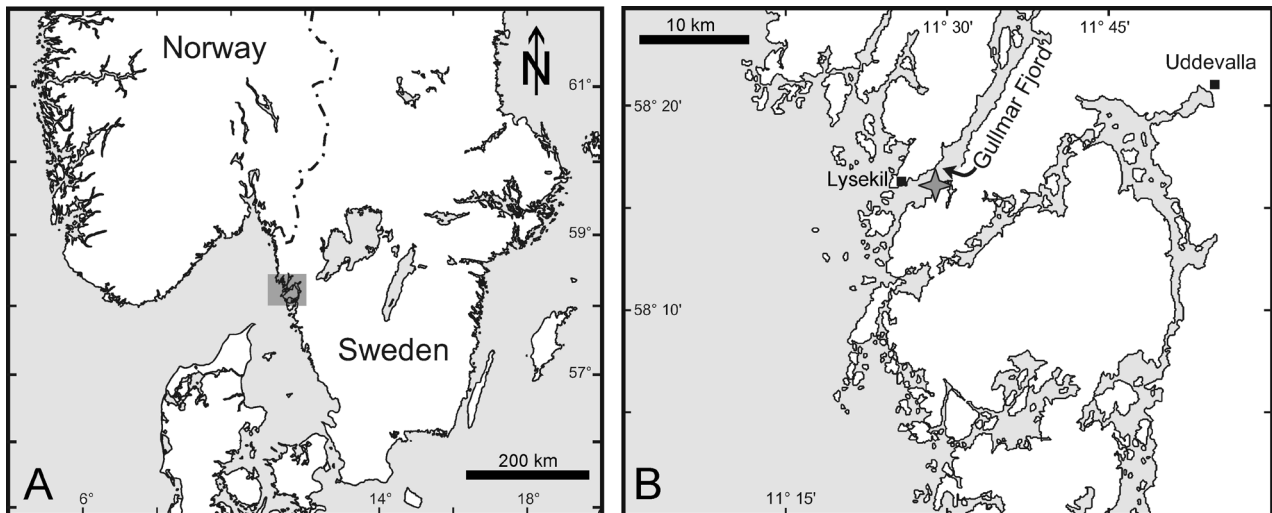 Norway
N
61°
59°
Sweden
57°
200 km
A
6°
14°
18°
10 km
11° 30'
11° 45'
Uddevalla
58° 20'
Gullmar Fjord
Lysekil
58° 10'
B
11° 15'